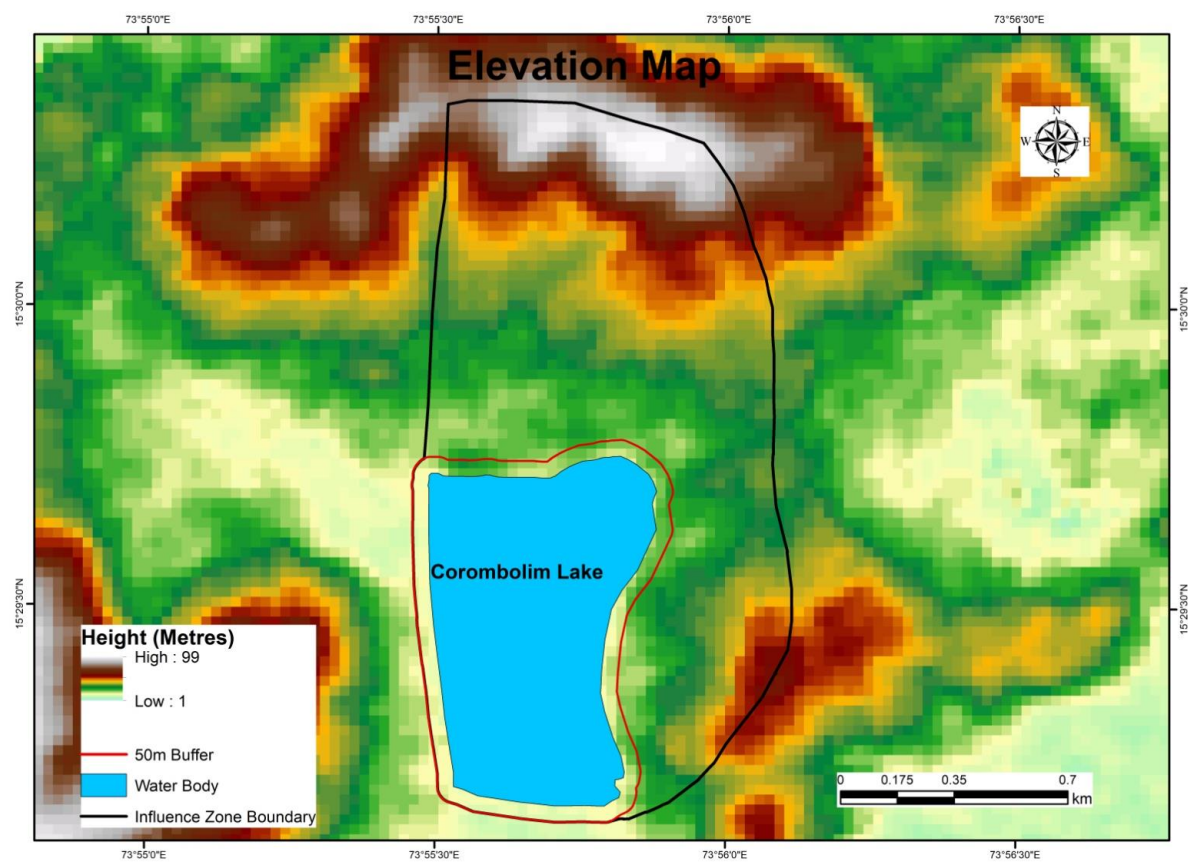 73°55'0"E
73°55'30"E
73°56'0"E
73°56'30"E
Elevation Map
N
W
E
S
15°30'0"N
15°30'0"N
Corombolim Lake
15°29'30"N
15°29'30"N
Height (Metres)
High : 99
Low : 1
50m Buffer
Water Body
Influence Zone Boundary
0
0.175
0.35
0.7
km
73°55'0"E
73°55'30"E
73°56'0"E
73°56'30"E